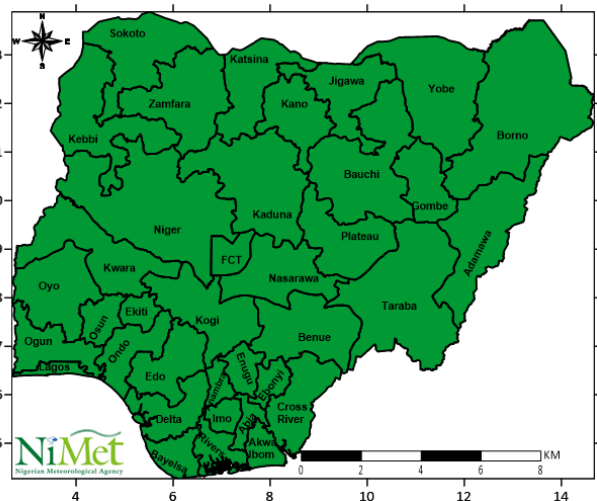 N
W E
S
Sokoto
Katsina
Jigawa
Yobe
Zamfara
Kano
Borno
Kebbi
Bauchi
Gombe
Kaduna
Niger
Plateau
Adamawa
FCT
Kwara
Nasarawa
Oyo
Taraba
Ekiti
Kogi
Osun
Benue
Ogun
Ondo
Lagos
Enugu
Edo
Ebonyi
Cross
River
Delta
Imo
Abia
Akwa
Ibom
Rivers
Bayelsa
NiMet
Nigerian Meteorological Agency
0 2 4 6 8 KM
4 6 8 10 12 14